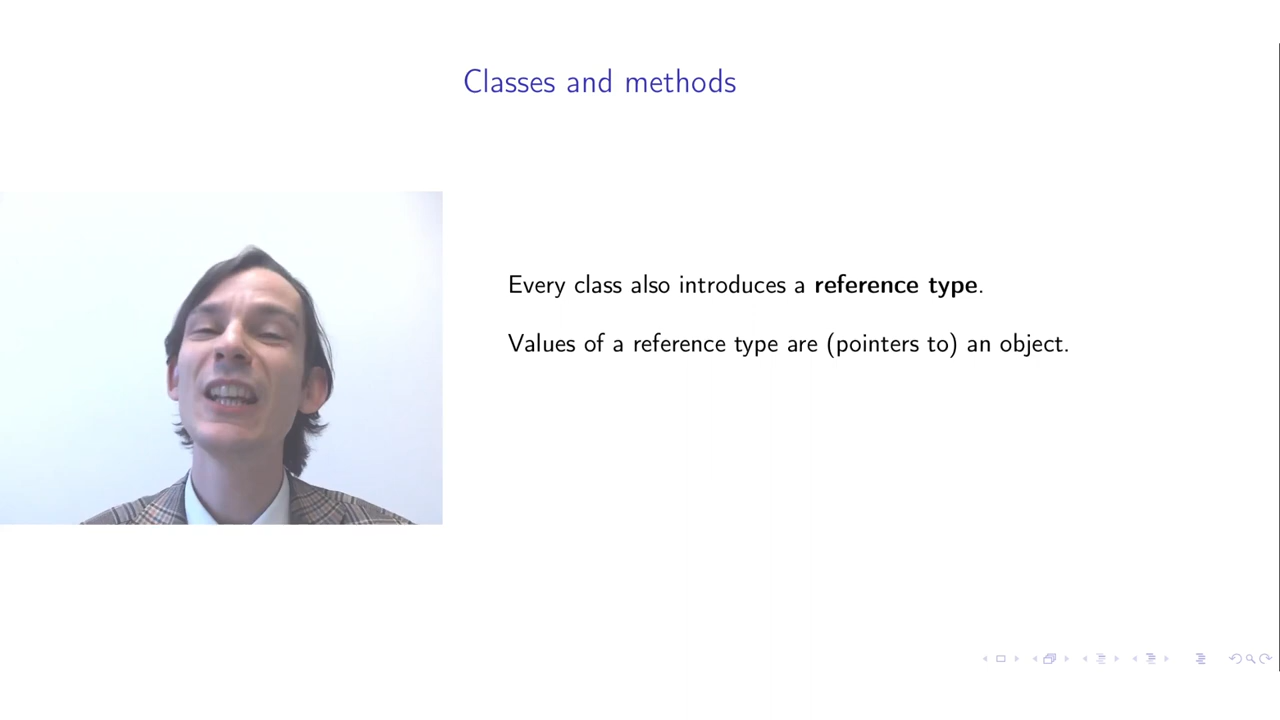 Classes and methods
Every class also introduces a reference type.
Values of a reference type are (pointers to) an object.